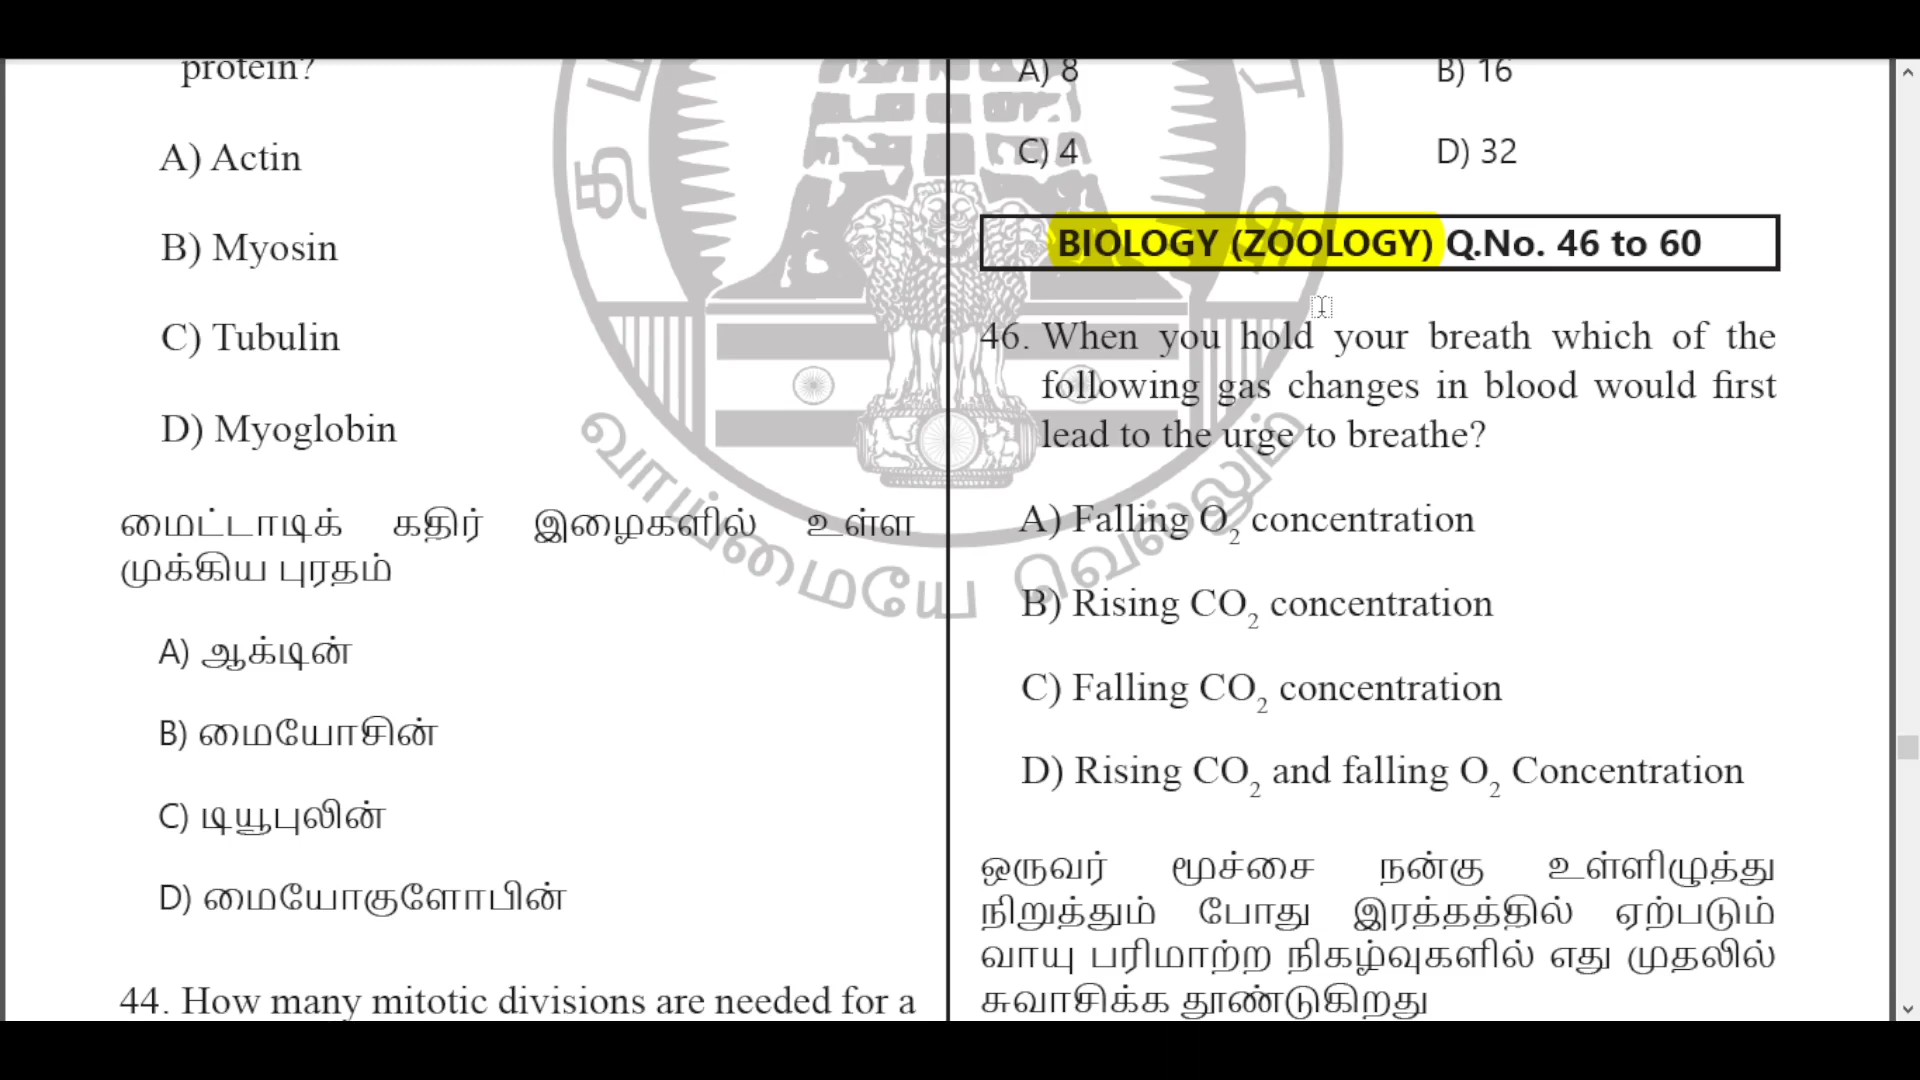 protein?
A) Actin
B) Myosin
C) Tubulin
D) Myoglobin
மைட்டாடிக் கதிர் இழைகளில் உள்ள
முக்கிய புரதம்
A) ஆக்டின்
B) மையோசின்
C) டியூபுலின்
D) மையோகுளோபின்
44. How many mitotic divisions are needed for a
A) 8 B) 16
C) 4 D) 32
BIOLOGY (ZOOLOGY) Q.No. 46 to 60
46. When you hold your breath which of the
following gas changes in blood would first
lead to the urge to breathe?
A) Falling O₂ concentration
B) Rising CO₂ concentration
C) Falling CO₂ concentration
D) Rising CO₂ and falling O₂ Concentration
ஒருவர் மூச்சை நன்கு உள்ளிழுத்து
நிறுத்தும் போது இரத்தத்தில் ஏற்படும்
வாயு பரிமாற்ற நிகழ்வுகளில் எது முதலில்
சுவாசிக்க தூண்டுகிறது
வாய்மையே வெல்லும்